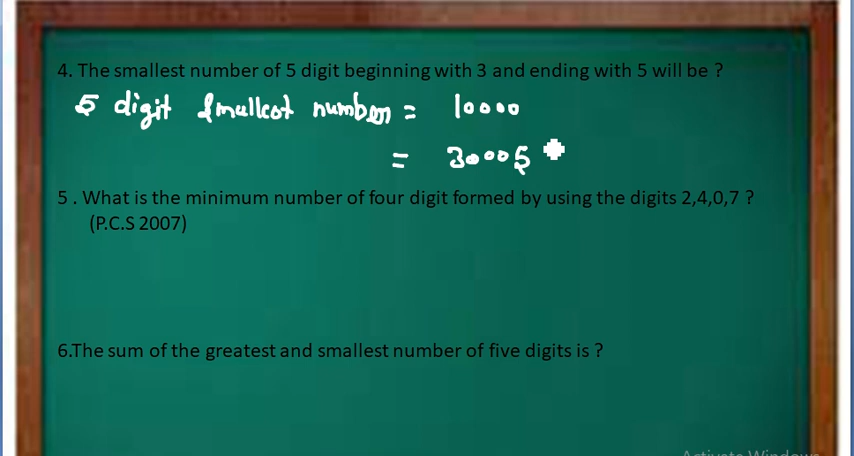 4. The smallest number of 5 digit beginning with 3 and ending with 5 will be ?
5 digit smallest number = 10000
= 30005
5 . What is the minimum number of four digit formed by using the digits 2,4,0,7 ?
(P.C.S 2007)
6.The sum of the greatest and smallest number of five digits is ?
Activate Windows